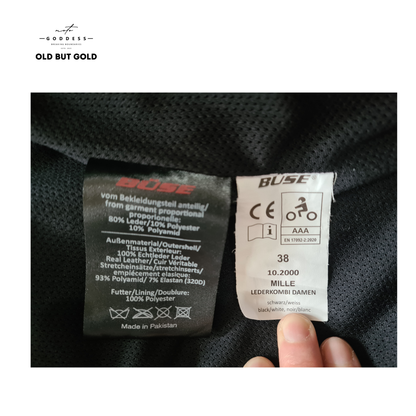 moto
GODDESS
OLD BUT GOLD
BÜSE
vom Bekleidungsteil anteilig/
from garment proportional
proporionelle:
80% Leder/10% Polyester
10% Polyamid
Außenmaterial/Outershell/
Tissus Exterieur:
100% Echtleder Leder
Real Leather/ Cuir Véritable
Stretcheinsätze/stretchinserts/
empiècement élastique:
93% Polyamid/ 7% Elastan (320D)
Futter/Lining/Doublure:
100% Polyester
Made in Pakistan
BÜSE
CE
i
AAA
EN 17092-2:2020
38
10.2000
MILLE
LEDERKOMBI DAMEN
schwarz/weiss
black/white, noir/blanc